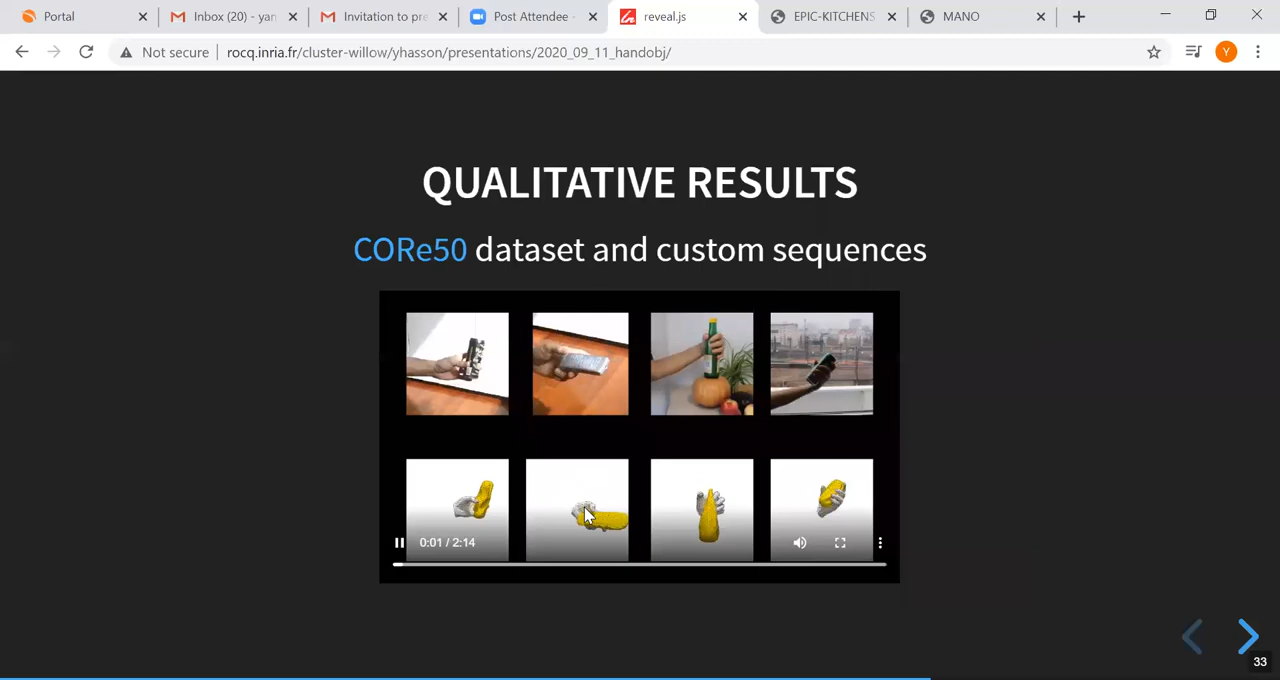 Portal
Inbox (20) - yan
Invitation to pre
Post Attendee -
reveal.js
EPIC-KITCHENS
MANO
Not secure
rocq.inria.fr/cluster-willow/yhasson/presentations/2020_09_11_handobj/
Y
QUALITATIVE RESULTS
CORe50 dataset and custom sequences
0:01 / 2:14
33